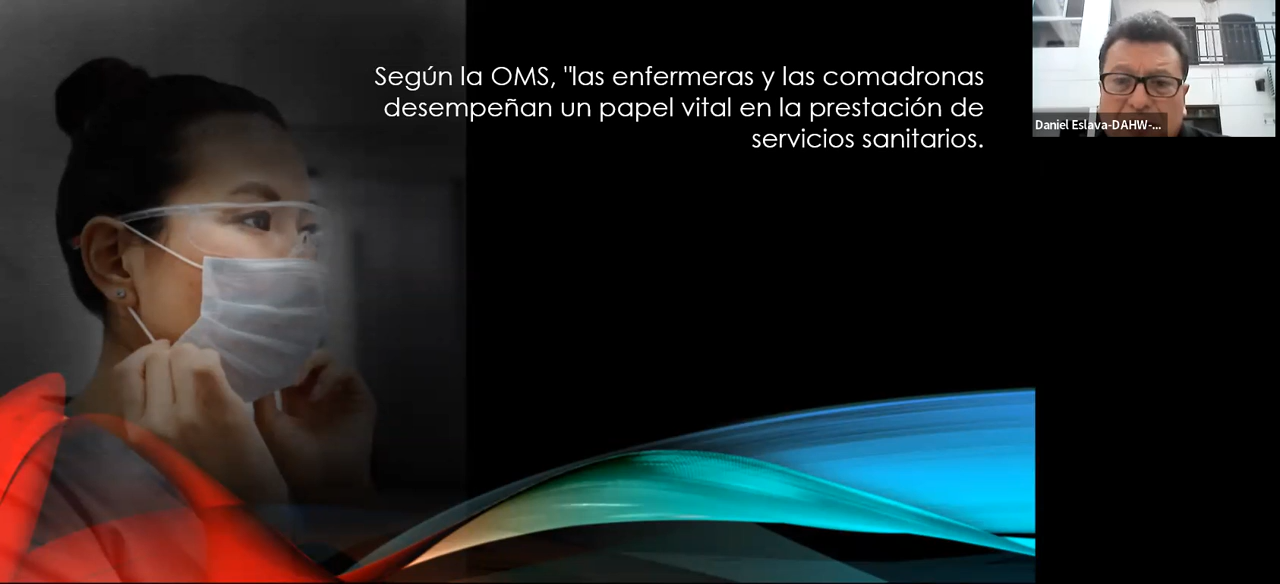 Según la OMS, "las enfermeras y las comadronas
desempeñan un papel vital en la prestación de
servicios sanitarios.
Daniel Eslava-DAHW-...